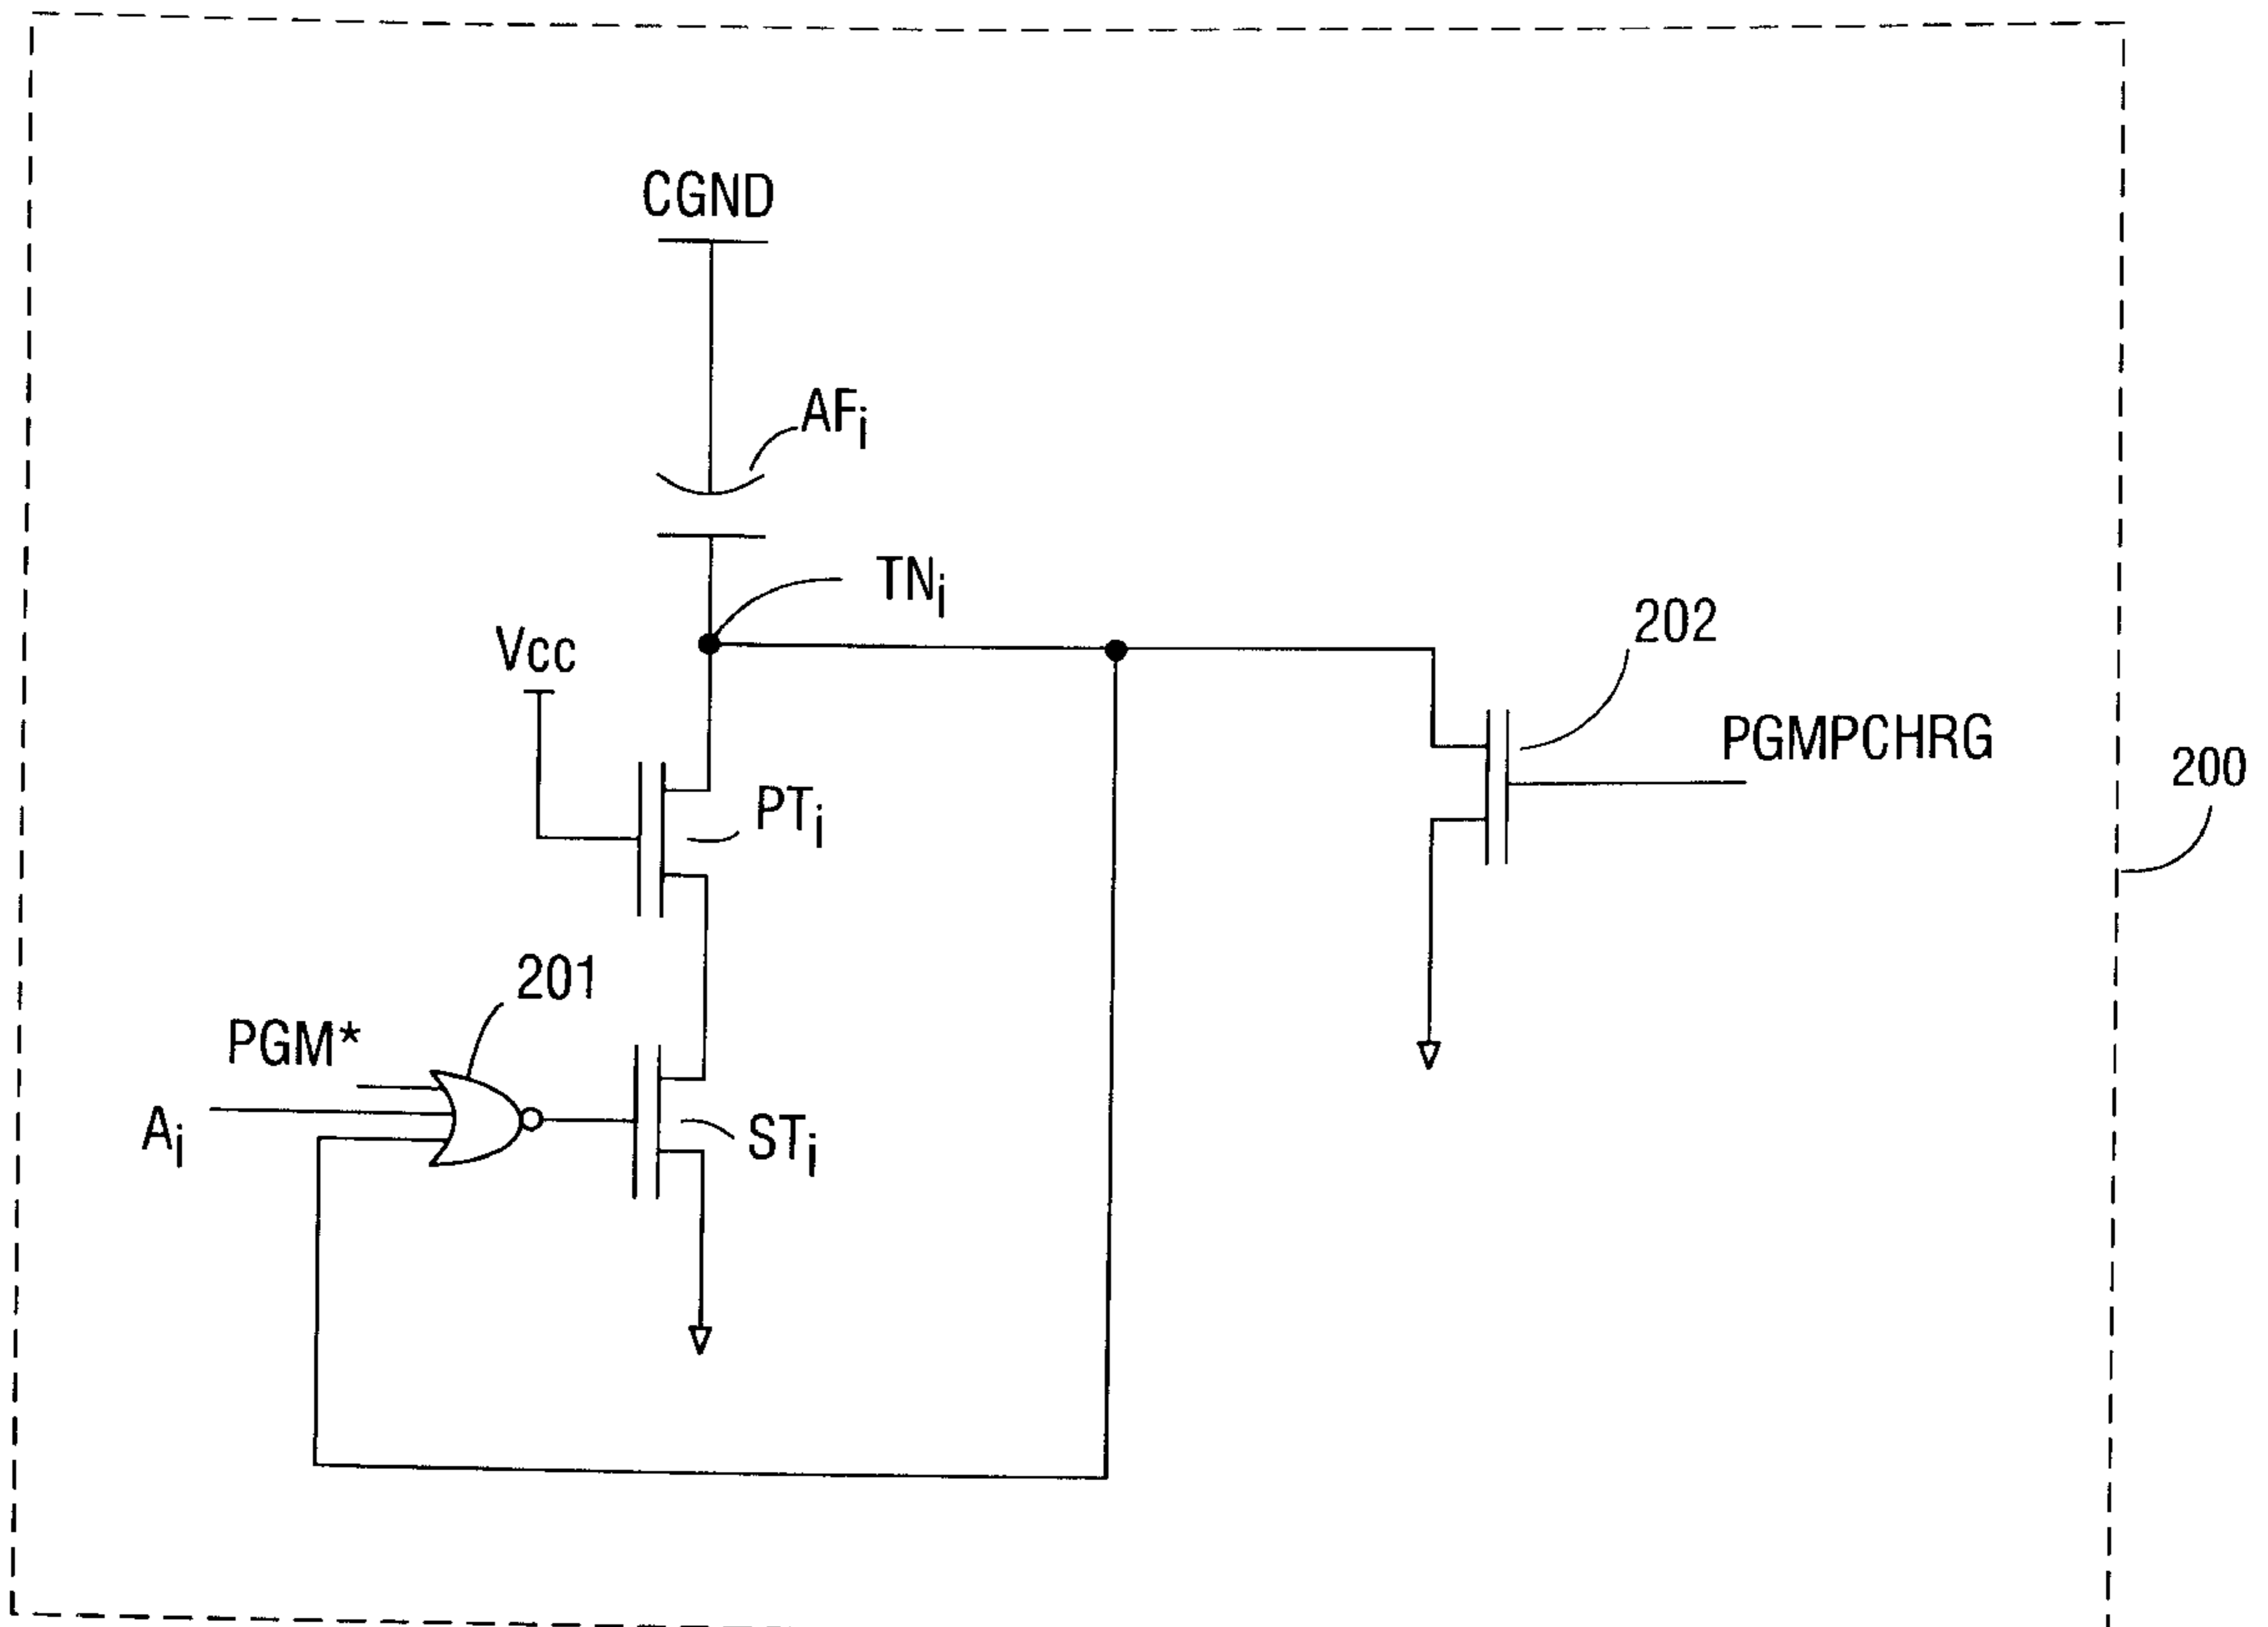 CGND
AFi
TNi
Vcc
202
PGMPCHRG
200
PTi
201
PGM*
Ai
STi